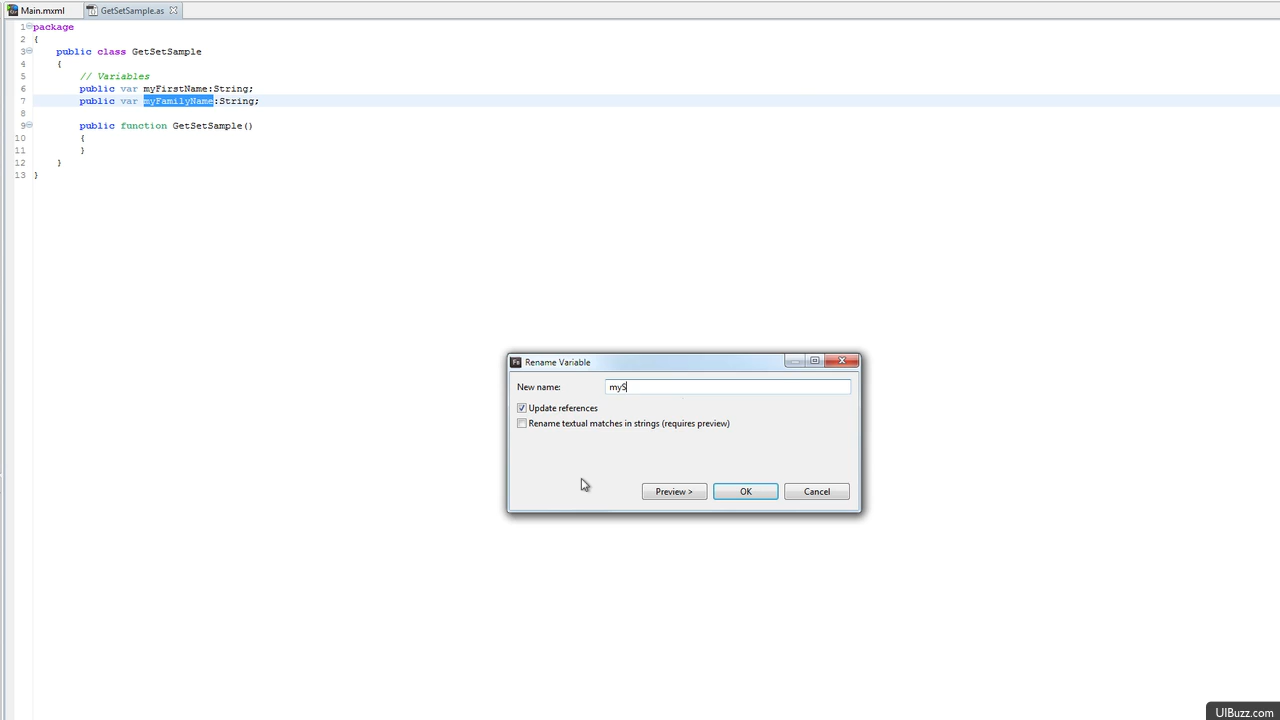 Main.mxml
GetSetSample.as
1 package
2 {
3 public class GetSetSample
4 {
5 // Variables
6 public var myFirstName:String;
7 public var myFamilyName:String;
8
9 public function GetSetSample()
10 {
11 }
12 }
13 }
Rename Variable
New name: myS
Update references
Rename textual matches in strings (requires preview)
Preview > OK Cancel
UIBuzz.com